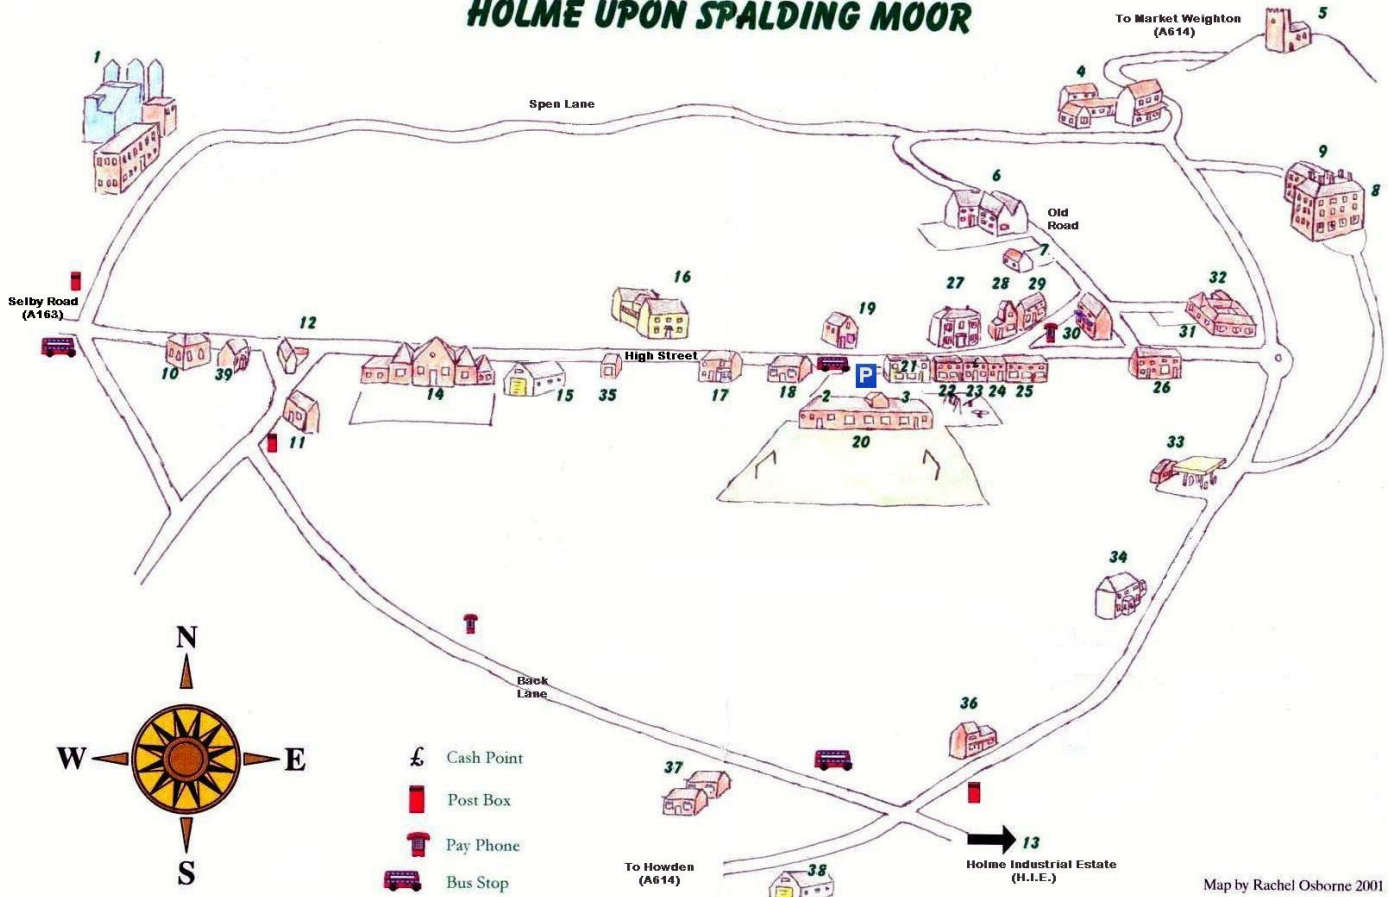 HOLME UPON SPALDING MOOR
To Market Weighton
(A614)
5
1
4
Spen Lane
9
8
6
Old
Road
7
Selby Road
(A163)
16
27
28
29
32
19
12
30
31
High Street
10
39
14
15
35
17
18
P
21
2
3
22
£
23
24
25
26
11
20
33
34
N
W
E
S
Back
Lane
36
37
£
Cash Point
Post Box
Pay Phone
Bus Stop
13
Holme Industrial Estate
(H.I.E.)
To Howden
(A614)
38
Map by Rachel Osborne 2001